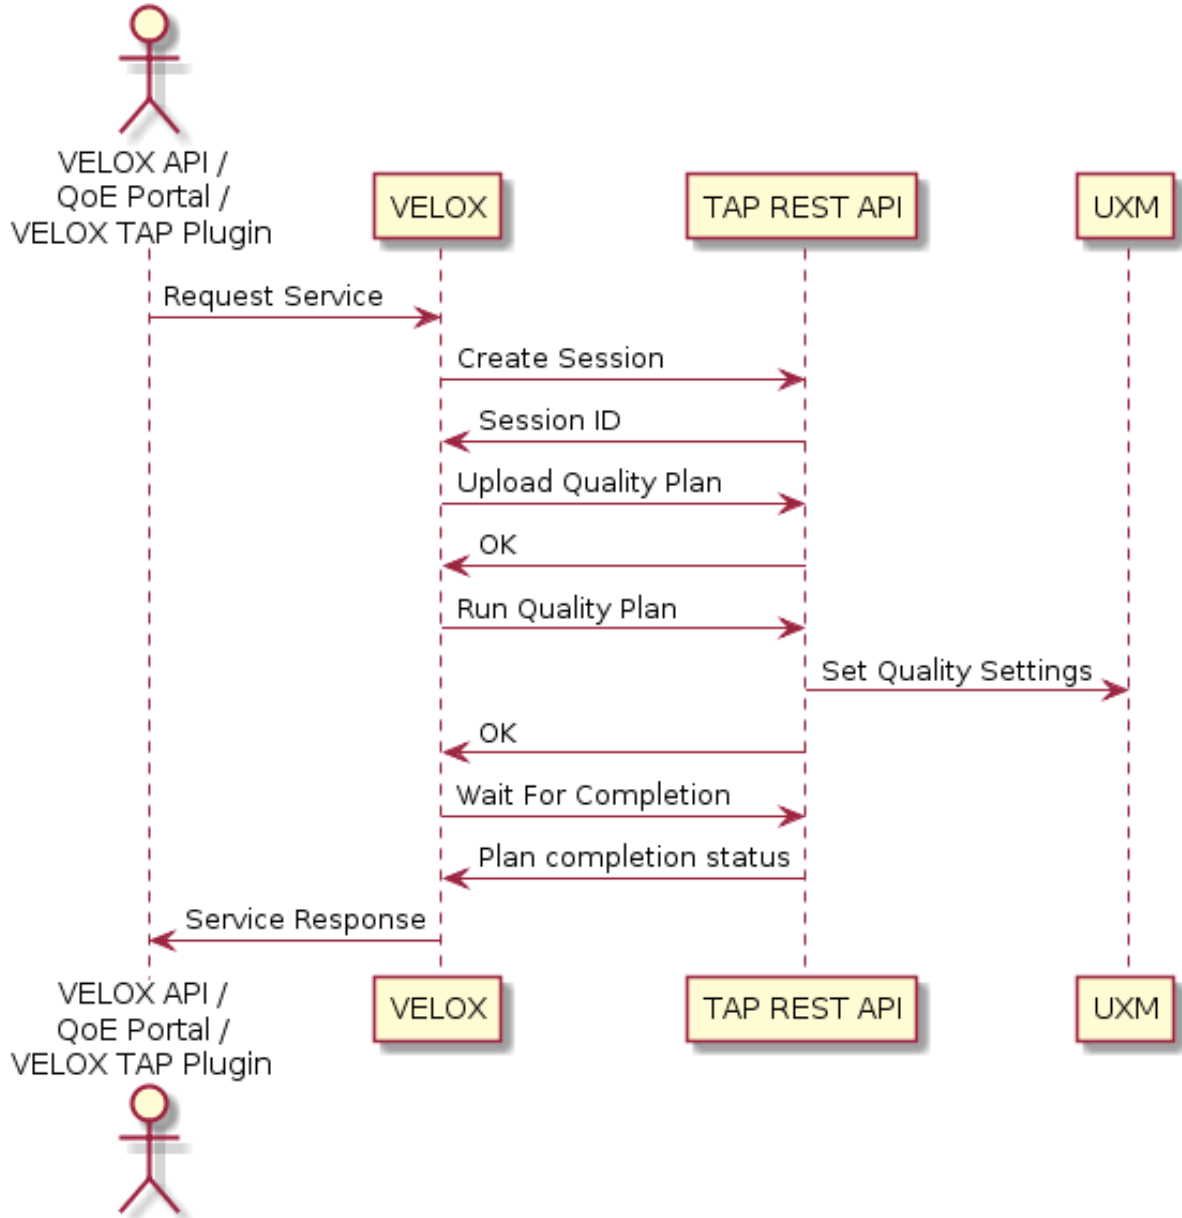 VELOX API /
QoE Portal /
VELOX TAP Plugin
VELOX
TAP REST API
UXM
Request Service
Create Session
Session ID
Upload Quality Plan
OK
Run Quality Plan
Set Quality Settings
OK
Wait For Completion
Plan completion status
Service Response
VELOX API /
QoE Portal /
VELOX TAP Plugin
VELOX
TAP REST API
UXM